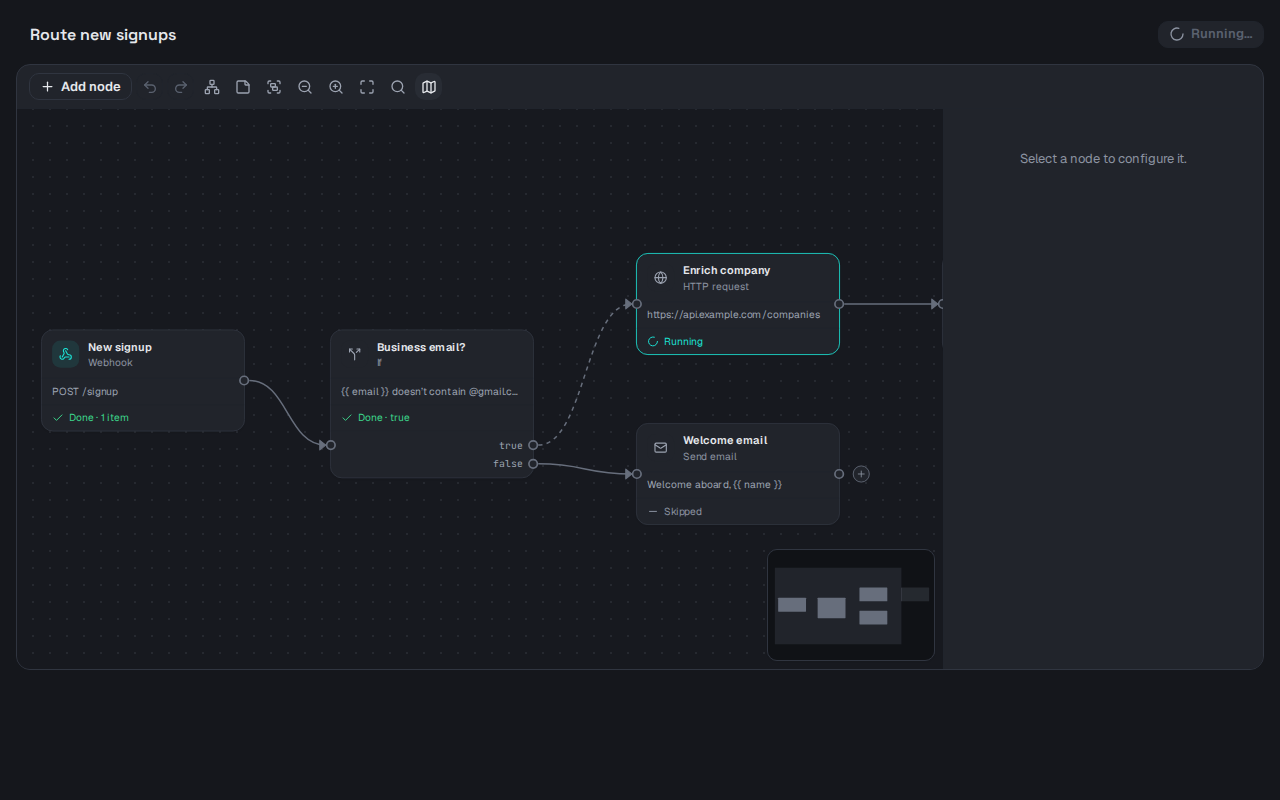 Route new signups
Running…
Add node
Select a node to configure it.
Enrich company
HTTP request
https://api.example.com/companies
Running
New signup
Webhook
POST /signup
Done · 1 item
Business email?
If
{{ email }} doesn't contain @gmail.c…
Done · true
true
false
Welcome email
Send email
Welcome aboard, {{ name }}
Skipped